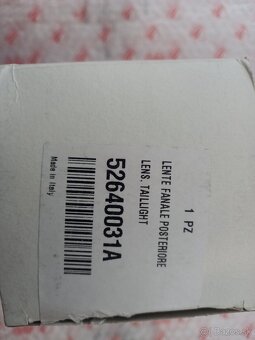 1 PZ
LENTE FANALE POSTERIORE
LENS. TAILLIGHT
52640031A
Made in Italy